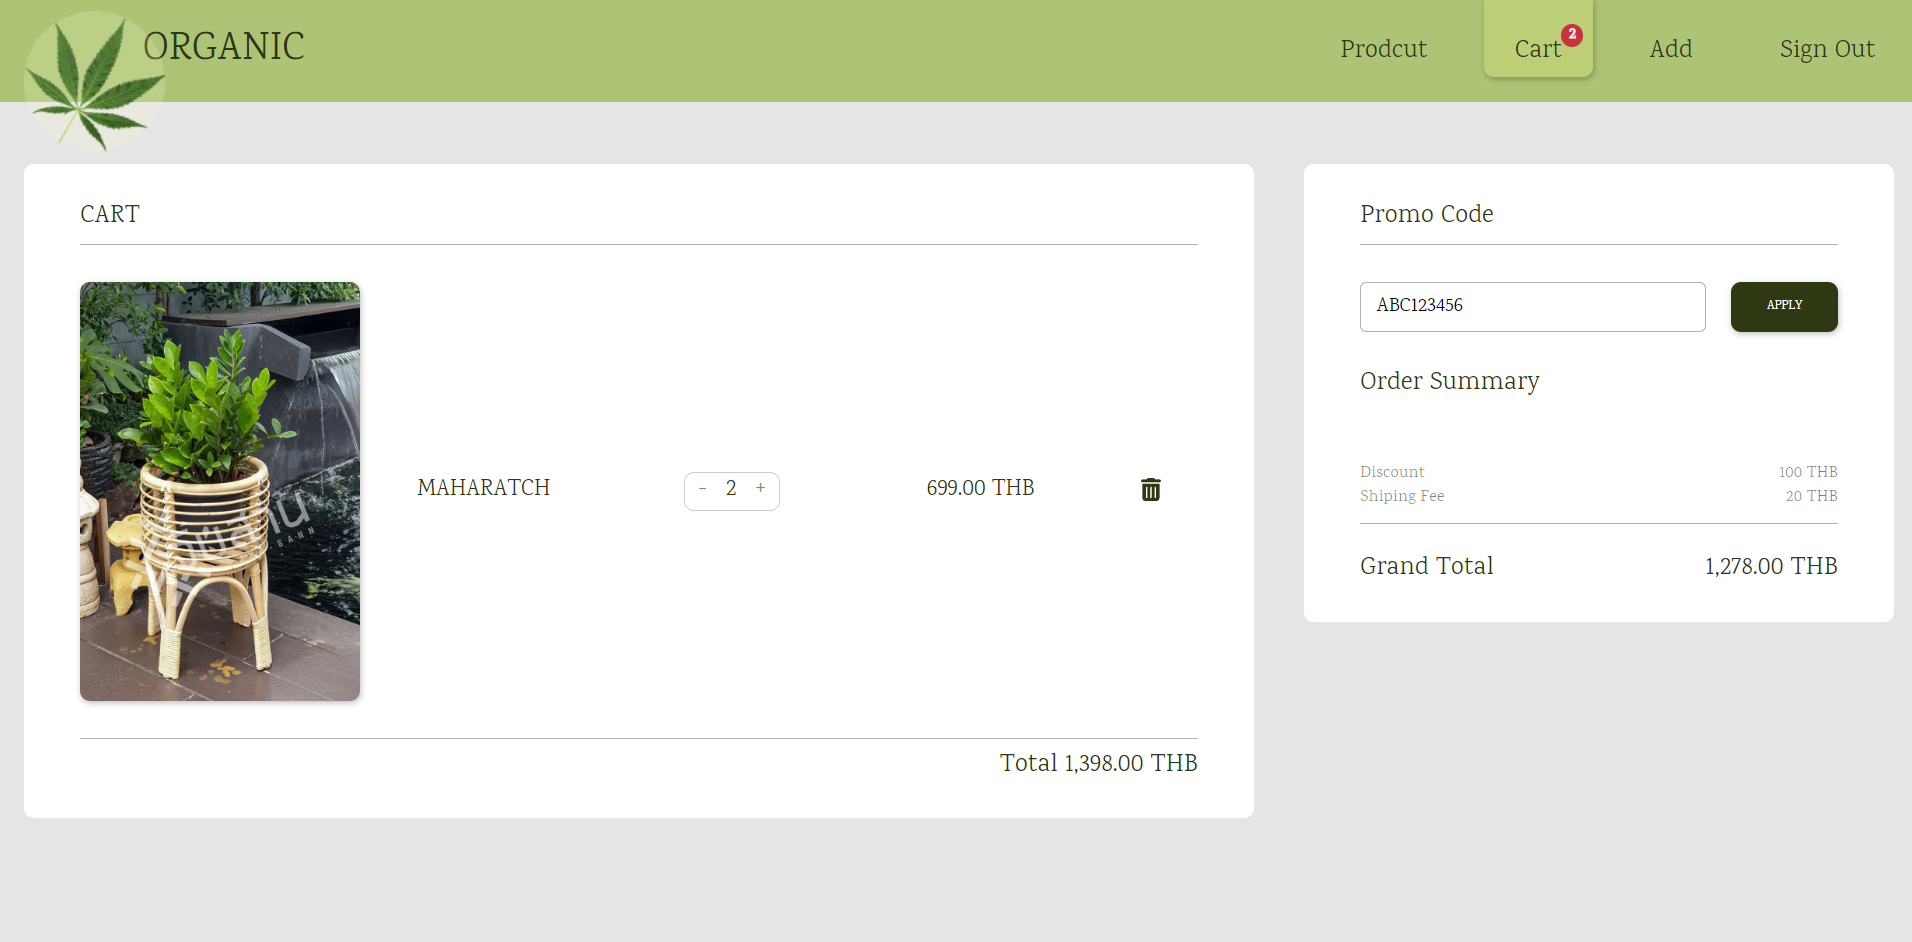 ORGANIC
Prodcut
Cart 2
Add
Sign Out
CART
MAHARATCH
- 2 +
699.00 THB
SANN
Total 1,398.00 THB
Promo Code
ABC123456
APPLY
Order Summary
Discount 100 THB
Shiping Fee 20 THB
Grand Total 1,278.00 THB